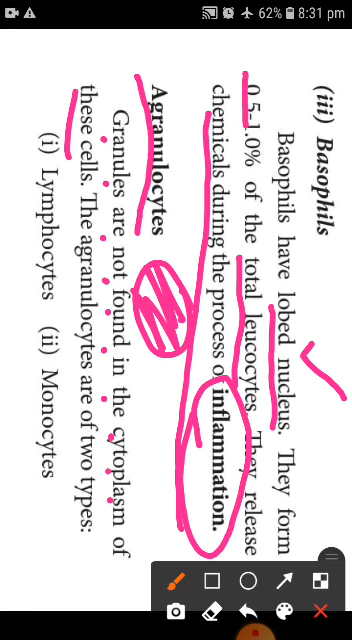 62% 8:31 pm
(iii) Basophils
Basophils have lobed nucleus. They form
0.5-1.0% of the total leucocytes. They release
chemicals during the process of inflammation.
Agranulocytes
Granules are not found in the cytoplasm of
these cells. The agranulocytes are of two types:
(i) Lymphocytes (ii) Monocytes